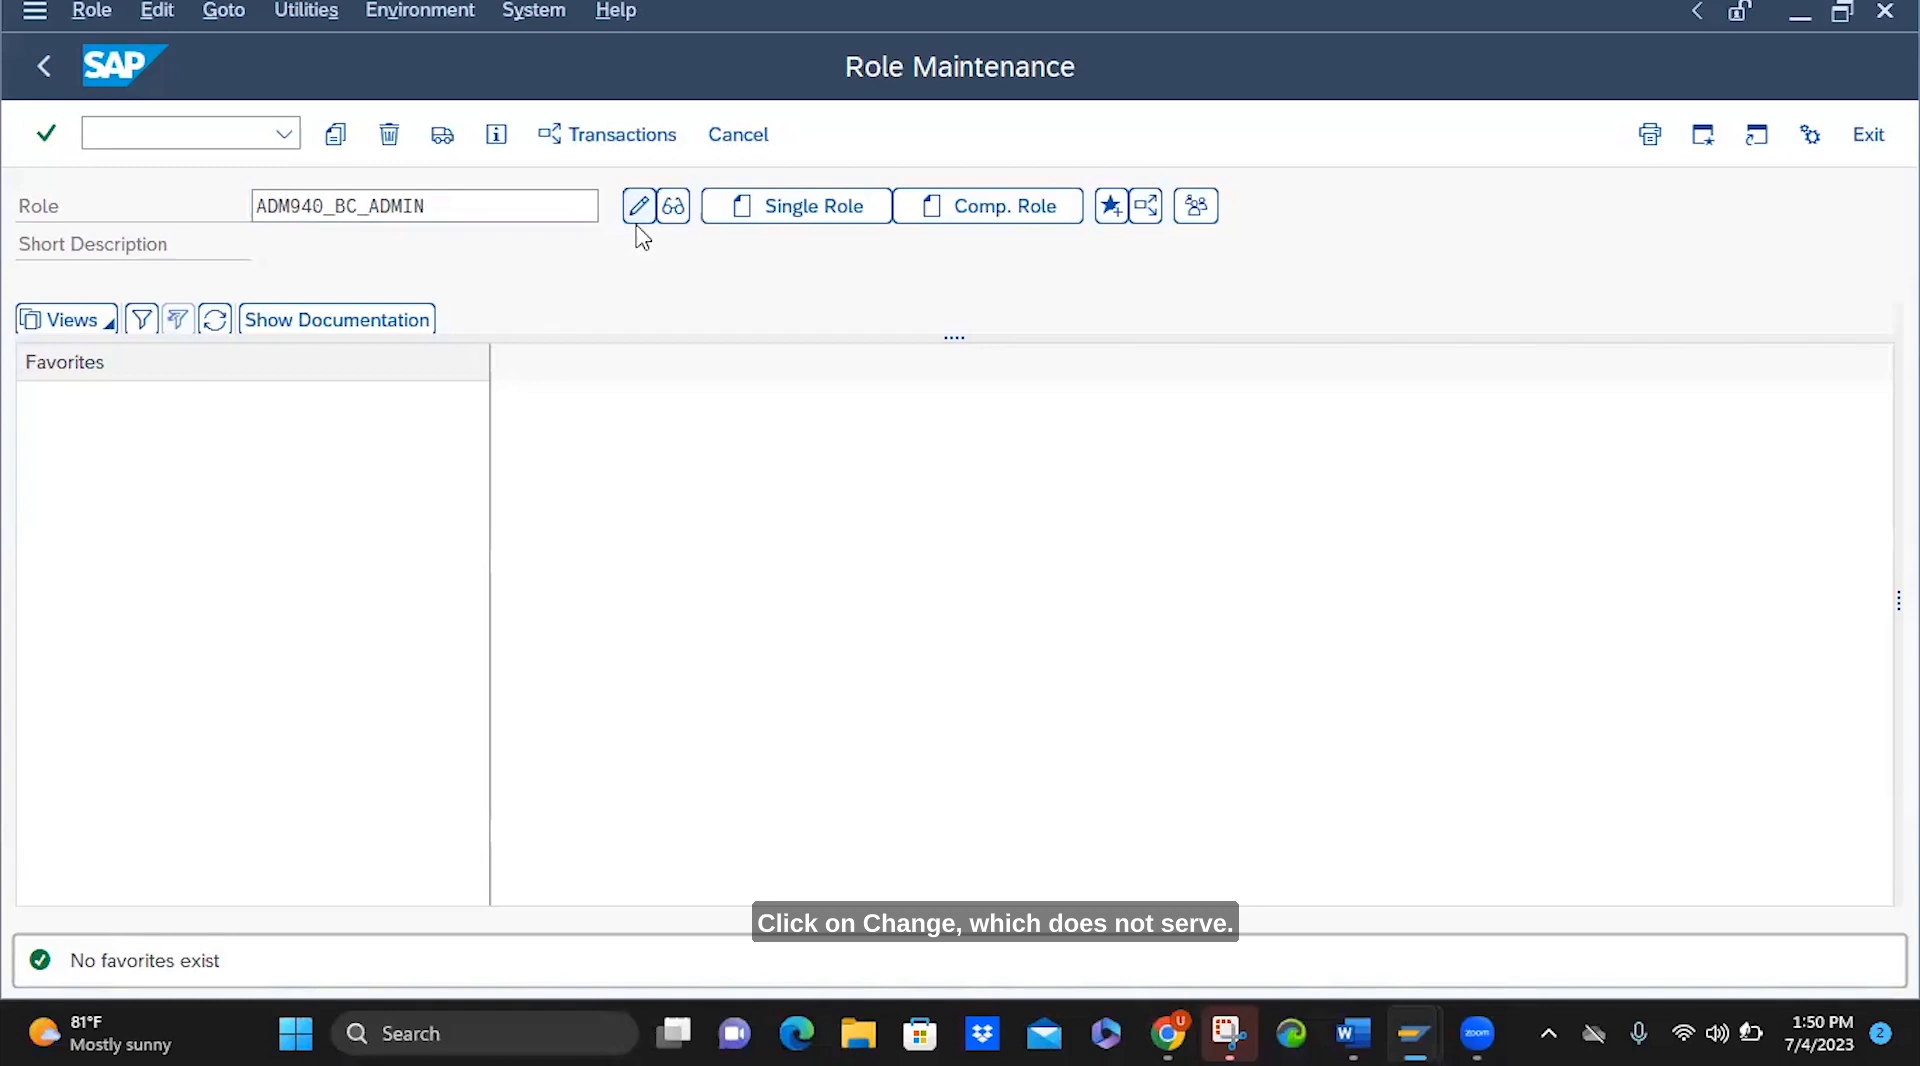 Role Edit Goto Utilities Environment System Help
SAP Role Maintenance
Transactions Cancel Exit
Role ADM940_BC_ADMIN Single Role Comp. Role
Short Description
Views Show Documentation
Favorites
Click on Change, which does not serve.
No favorites exist
81°F
Mostly sunny
Search
U
W
zoom
1:50 PM
7/4/2023
2